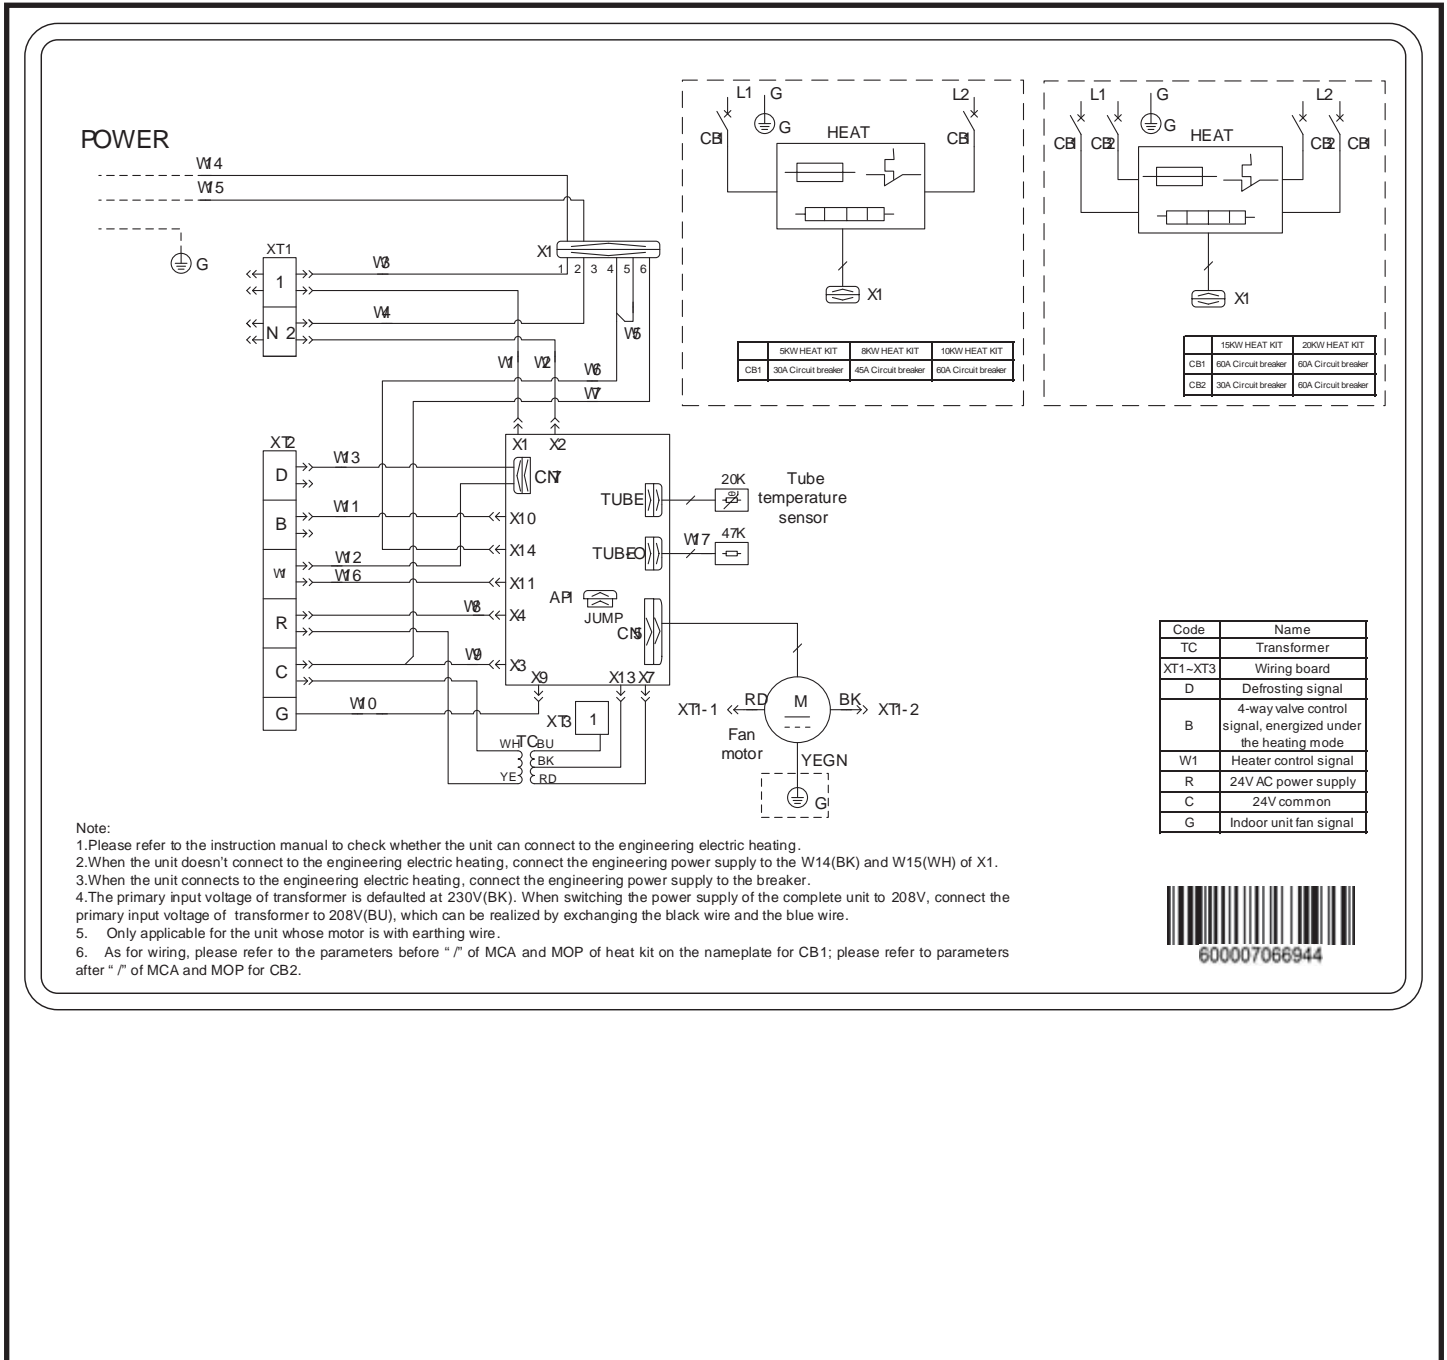 POWER
W14
W15
G
XT1
1
N 2
W3
W4
X1
1 2 3 4 5 6
W5
W1 W2
W6
W7
L1 G L2
G
CB1 HEAT CB1
X1
5KW HEAT KIT 8KW HEAT KIT 10KW HEAT KIT
CB1 30A Circuit breaker 45A Circuit breaker 60A Circuit breaker
L1 G L2
G
CB1 CB2 HEAT CB2 CB1
X1
15KW HEAT KIT 20KW HEAT KIT
CB1 60A Circuit breaker 60A Circuit breaker
CB2 30A Circuit breaker 60A Circuit breaker
XT2
D
B
W1
R
C
G
W13
W11
W12
W16
W8
W9
W10
X1 X2
CN7
X10
X14
X11
X4
X3
X9 X13 X7
TUBE
TUBE-O
AP1
JUMP
CN5
20K
Tube
temperature
sensor
W17
47K
XT3 1
TC
WH BU
BK
YE RD
XT1-1 RD M BK XT1-2
Fan
motor
YEGN
G
Code Name
TC Transformer
XT1~XT3 Wiring board
D Defrosting signal
B 4-way valve control
signal, energized under
the heating mode
W1 Heater control signal
R 24V AC power supply
C 24V common
G Indoor unit fan signal
Note:
1.Please refer to the instruction manual to check whether the unit can connect to the engineering electric heating.
2.When the unit doesn't connect to the engineering electric heating, connect the engineering power supply to the W14(BK) and W15(WH) of X1.
3.When the unit connects to the engineering electric heating, connect the engineering power supply to the breaker.
4.The primary input voltage of transformer is defaulted at 230V(BK). When switching the power supply of the complete unit to 208V, connect the
primary input voltage of transformer to 208V(BU), which can be realized by exchanging the black wire and the blue wire.
5. Only applicable for the unit whose motor is with earthing wire.
6. As for wiring, please refer to the parameters before “ /” of MCA and MOP of heat kit on the nameplate for CB1; please refer to parameters
after “ /” of MCA and MOP for CB2.
600007066944